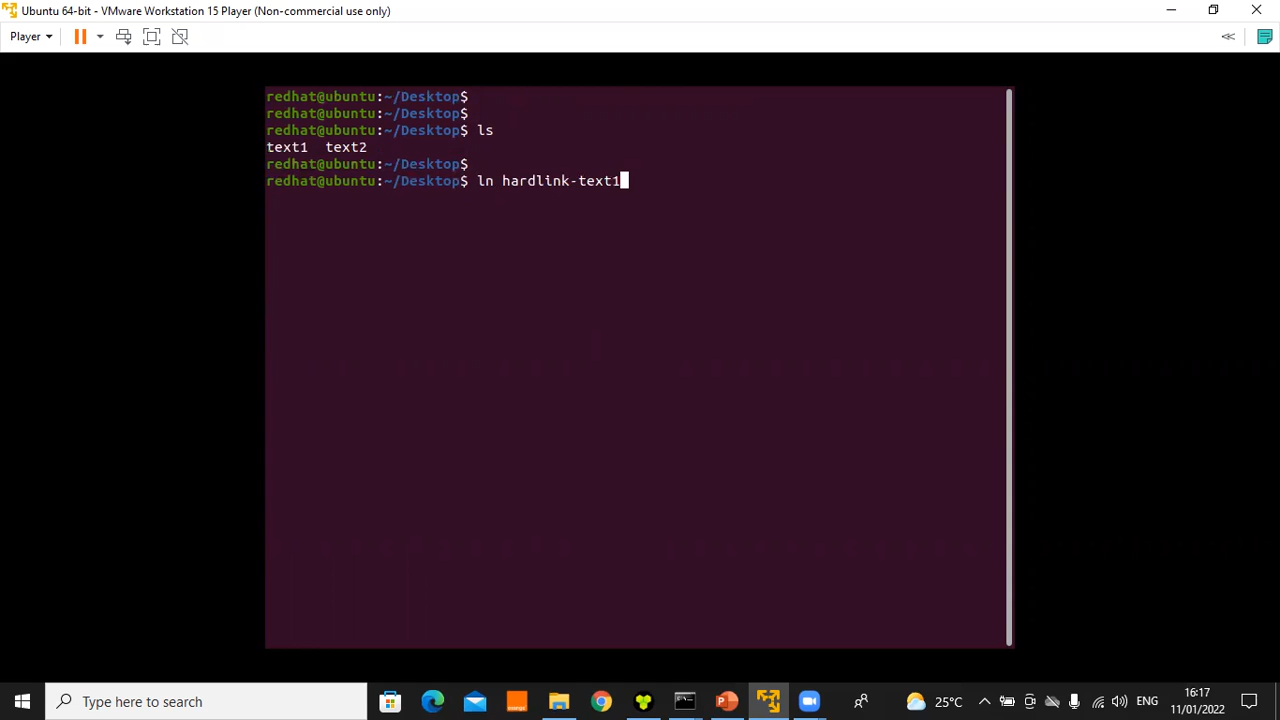 Ubuntu 64-bit - VMware Workstation 15 Player (Non-commercial use only)
Player
redhat@ubuntu:~/Desktop$
redhat@ubuntu:~/Desktop$
redhat@ubuntu:~/Desktop$ ls
text1  text2
redhat@ubuntu:~/Desktop$
redhat@ubuntu:~/Desktop$ ln hardlink-text1
Type here to search
25°C
ENG
16:17
11/01/2022